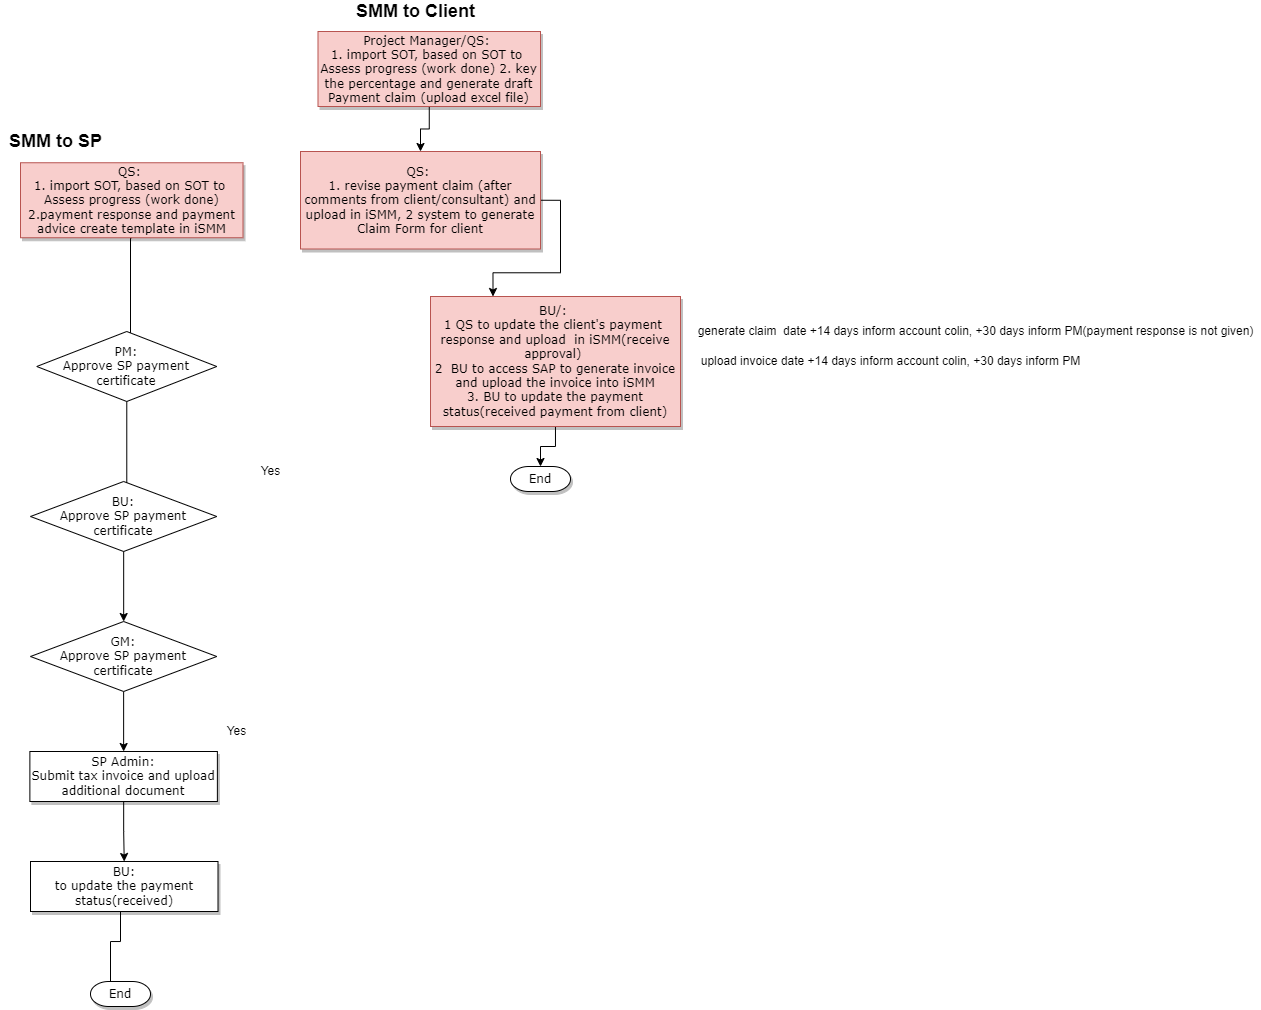 SMM to Client
Project Manager/QS:
1. import SOT, based on SOT to
Assess progress (work done) 2. key
the percentage and generate draft
Payment claim (upload excel file)
SMM to SP
QS:
1. import SOT, based on SOT to
Assess progress (work done)
2.payment response and payment
advice create template in iSMM
QS:
1. revise payment claim (after
comments from client/consultant) and
upload in iSMM, 2 system to generate
Claim Form for client
BU/:
1 QS to update the client's payment
response and upload  in iSMM(receive
approval)
2  BU to access SAP to generate invoice
and upload the invoice into iSMM
3. BU to update the payment
status(received payment from client)
generate claim  date +14 days inform account colin, +30 days inform PM(payment response is not given)
upload invoice date +14 days inform account colin, +30 days inform PM
End
PM:
Approve SP payment
certificate
Yes
BU:
Approve SP payment
certificate
GM:
Approve SP payment
certificate
Yes
SP Admin:
Submit tax invoice and upload
additional document
BU:
to update the payment
status(received)
End